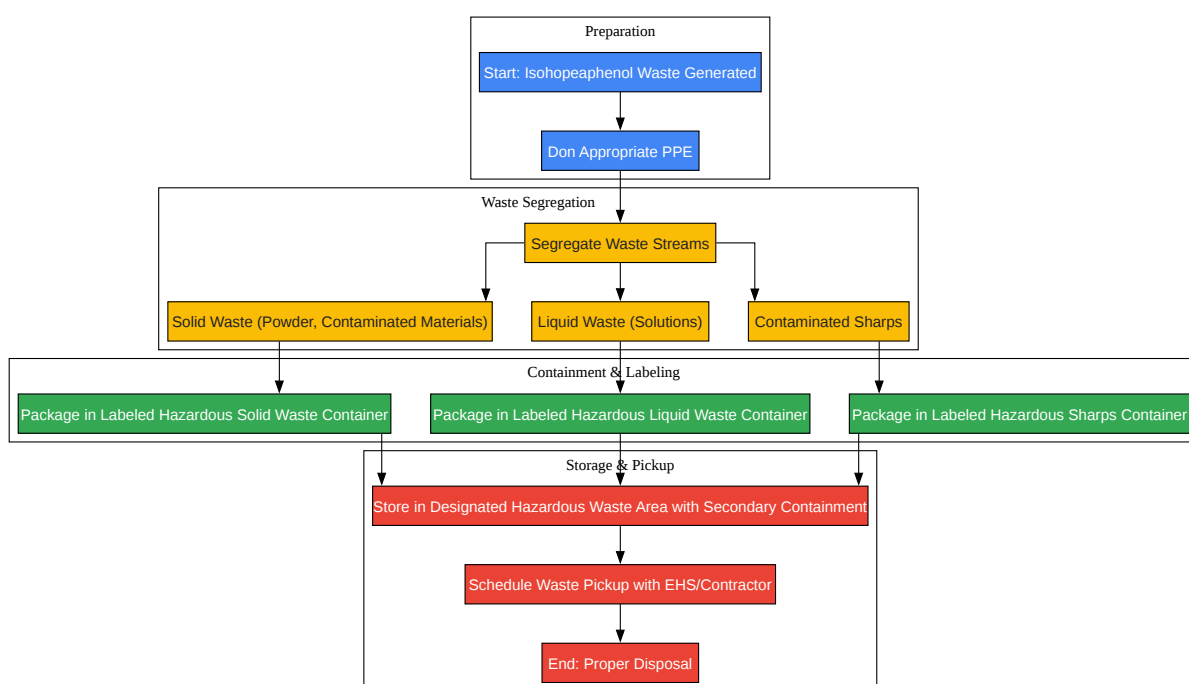 Preparation
Start: Isohopeaphenol Waste Generated
Don Appropriate PPE
Waste Segregation
Segregate Waste Streams
Solid Waste (Powder, Contaminated Materials)
Liquid Waste (Solutions)
Contaminated Sharps
Containment & Labeling
Package in Labeled Hazardous Solid Waste Container
Package in Labeled Hazardous Liquid Waste Container
Package in Labeled Hazardous Sharps Container
Storage & Pickup
Store in Designated Hazardous Waste Area with Secondary Containment
Schedule Waste Pickup with EHS/Contractor
End: Proper Disposal